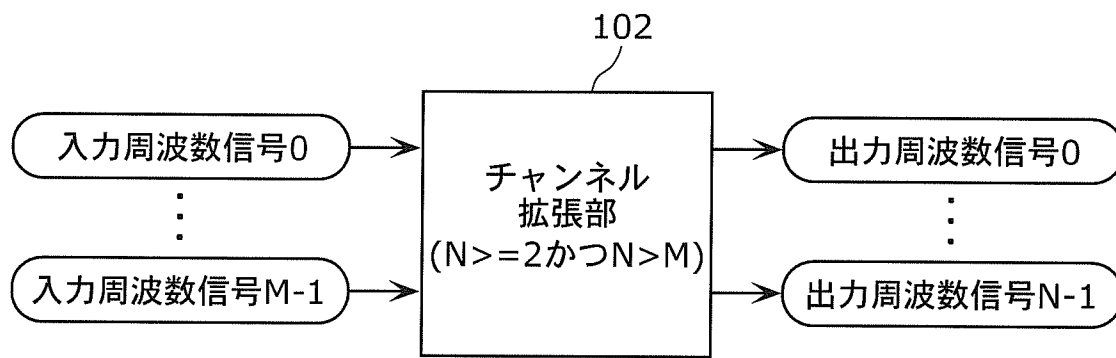 102
入力周波数信号0
入力周波数信号M-1
チャンネル
拡張部
(N>=2かつN>M)
出力周波数信号0
出力周波数信号N-1